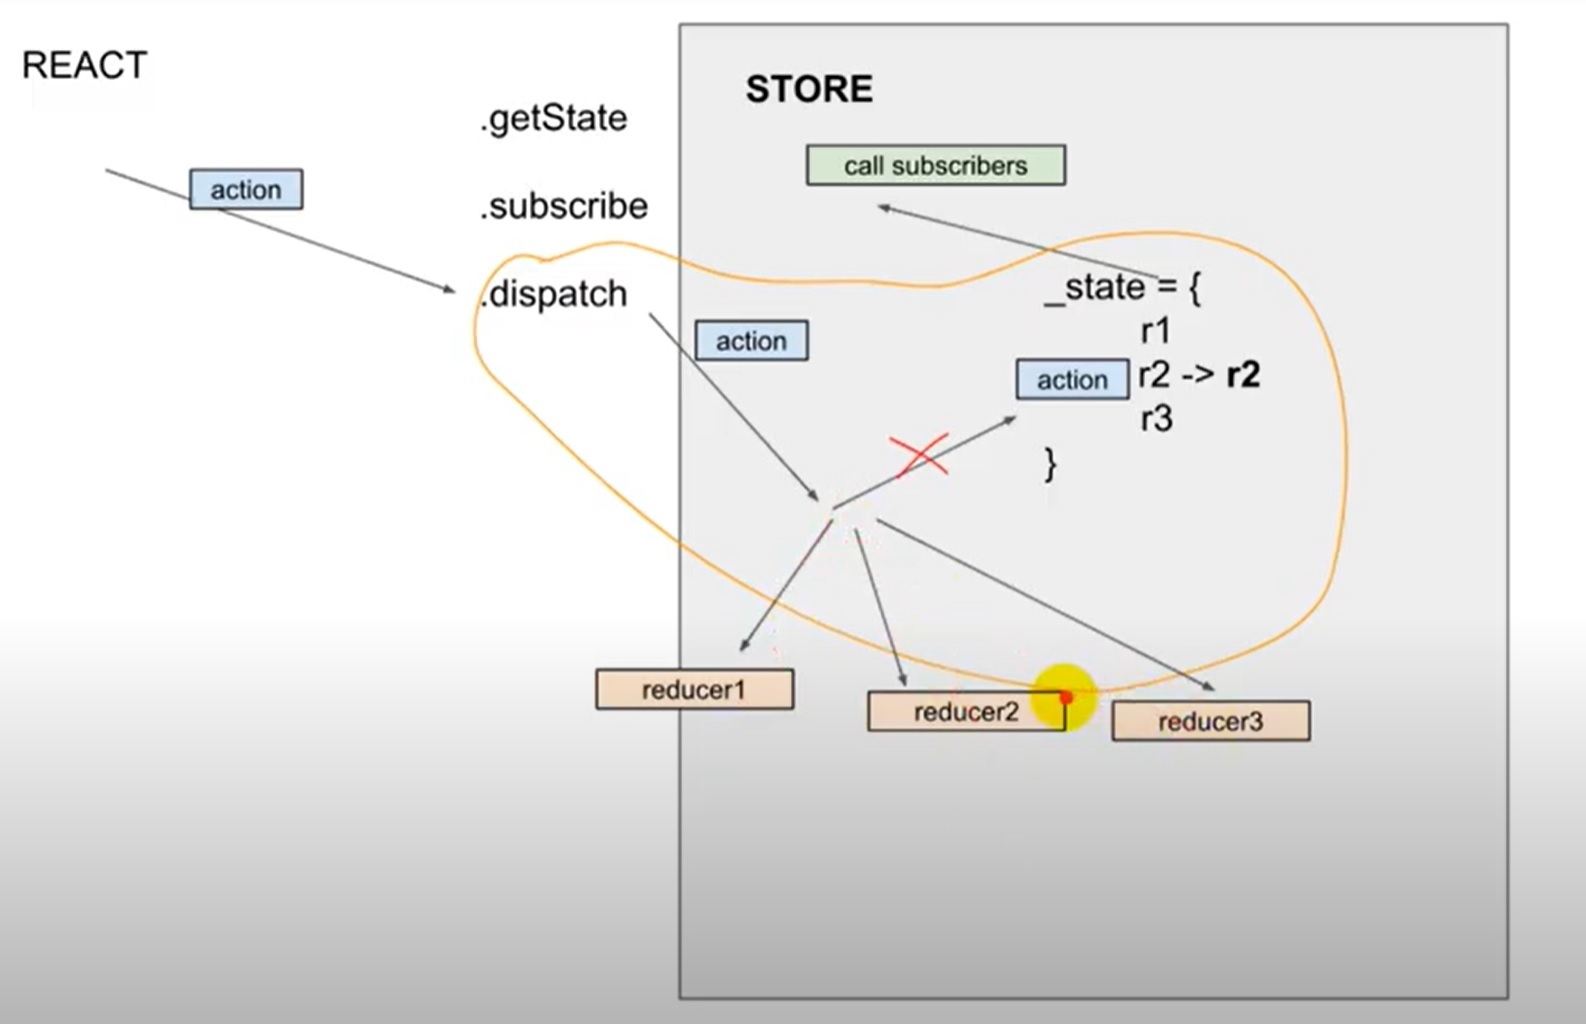 REACT
STORE
.getState
call subscribers
action
.subscribe
.dispatch
_state = {
r1
action
action
r2 -> r2
r3
}
reducer1
reducer2
reducer3